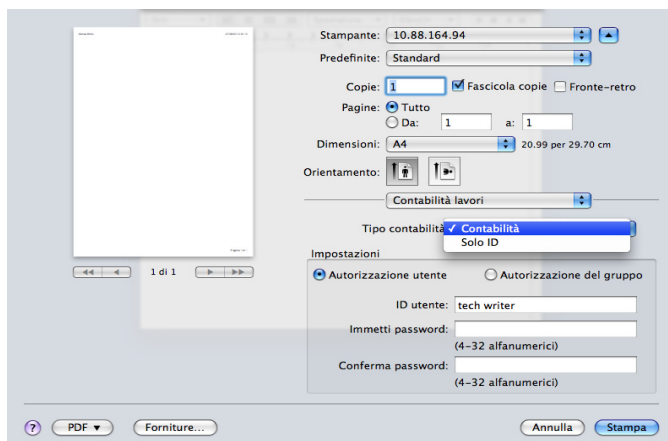 Stampante: 10.88.164.94
Predefinite: Standard
Copie: 1 Fascicola copie Fronte-retro
Pagine: Tutto
Da: 1 a: 1
Dimensioni: A4 20.99 per 29.70 cm
Orientamento:
Contabilità lavori
Tipo contabilità ✓ Contabilità
Solo ID
Impostazioni
1 di 1
Autorizzazione utente Autorizzazione del gruppo
ID utente: tech writer
Immetti password:
(4-32 alfanumerici)
Conferma password:
(4-32 alfanumerici)
? PDF ▼ Forniture... Annulla Stampa